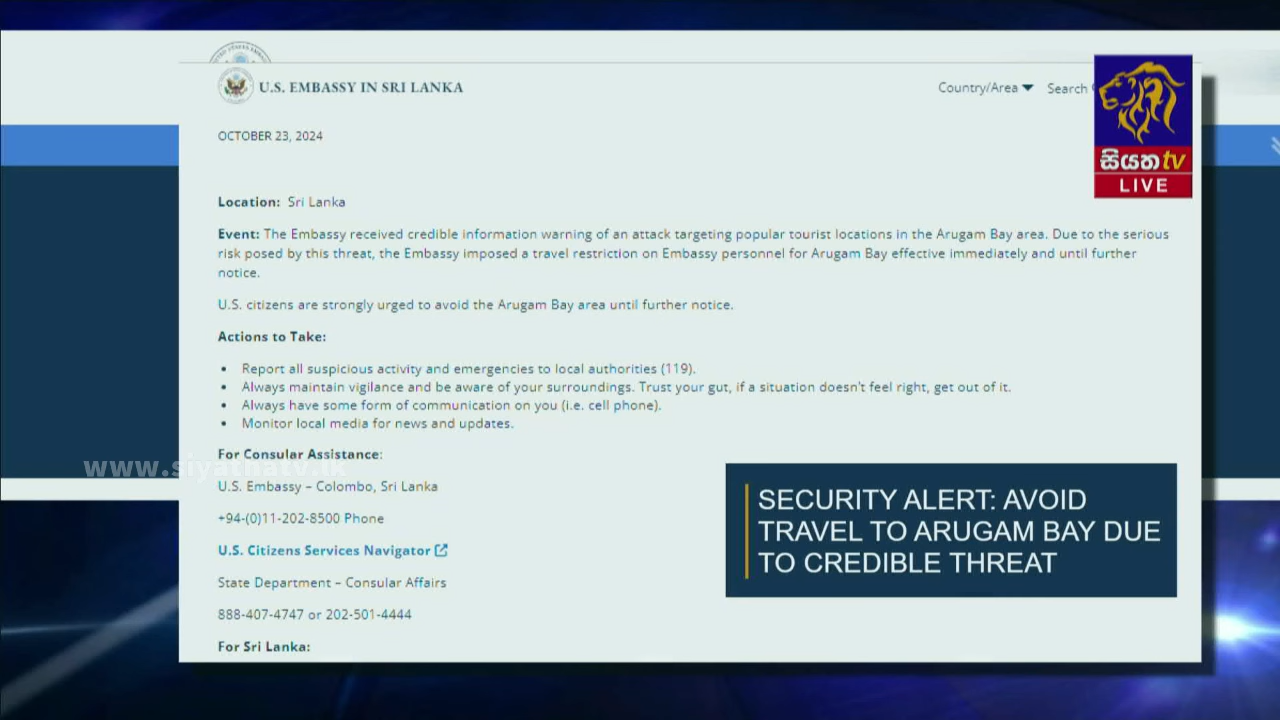 U.S. EMBASSY IN SRI LANKA
Country/Area
Search
සියත tv
LIVE
OCTOBER 23, 2024
Location: Sri Lanka
Event: The Embassy received credible information warning of an attack targeting popular tourist locations in the Arugam Bay area. Due to the serious
risk posed by this threat, the Embassy imposed a travel restriction on Embassy personnel for Arugam Bay effective immediately and until further
notice.
U.S. citizens are strongly urged to avoid the Arugam Bay area until further notice.
Actions to Take:
• Report all suspicious activity and emergencies to local authorities (119).
• Always maintain vigilance and be aware of your surroundings. Trust your gut, if a situation doesn't feel right, get out of it.
• Always have some form of communication on you (i.e. cell phone).
• Monitor local media for news and updates.
For Consular Assistance:
www.siyathatv.lk
U.S. Embassy – Colombo, Sri Lanka
+94-(0)11-202-8500 Phone
U.S. Citizens Services Navigator
State Department – Consular Affairs
888-407-4747 or 202-501-4444
For Sri Lanka:
SECURITY ALERT: AVOID
TRAVEL TO ARUGAM BAY DUE
TO CREDIBLE THREAT